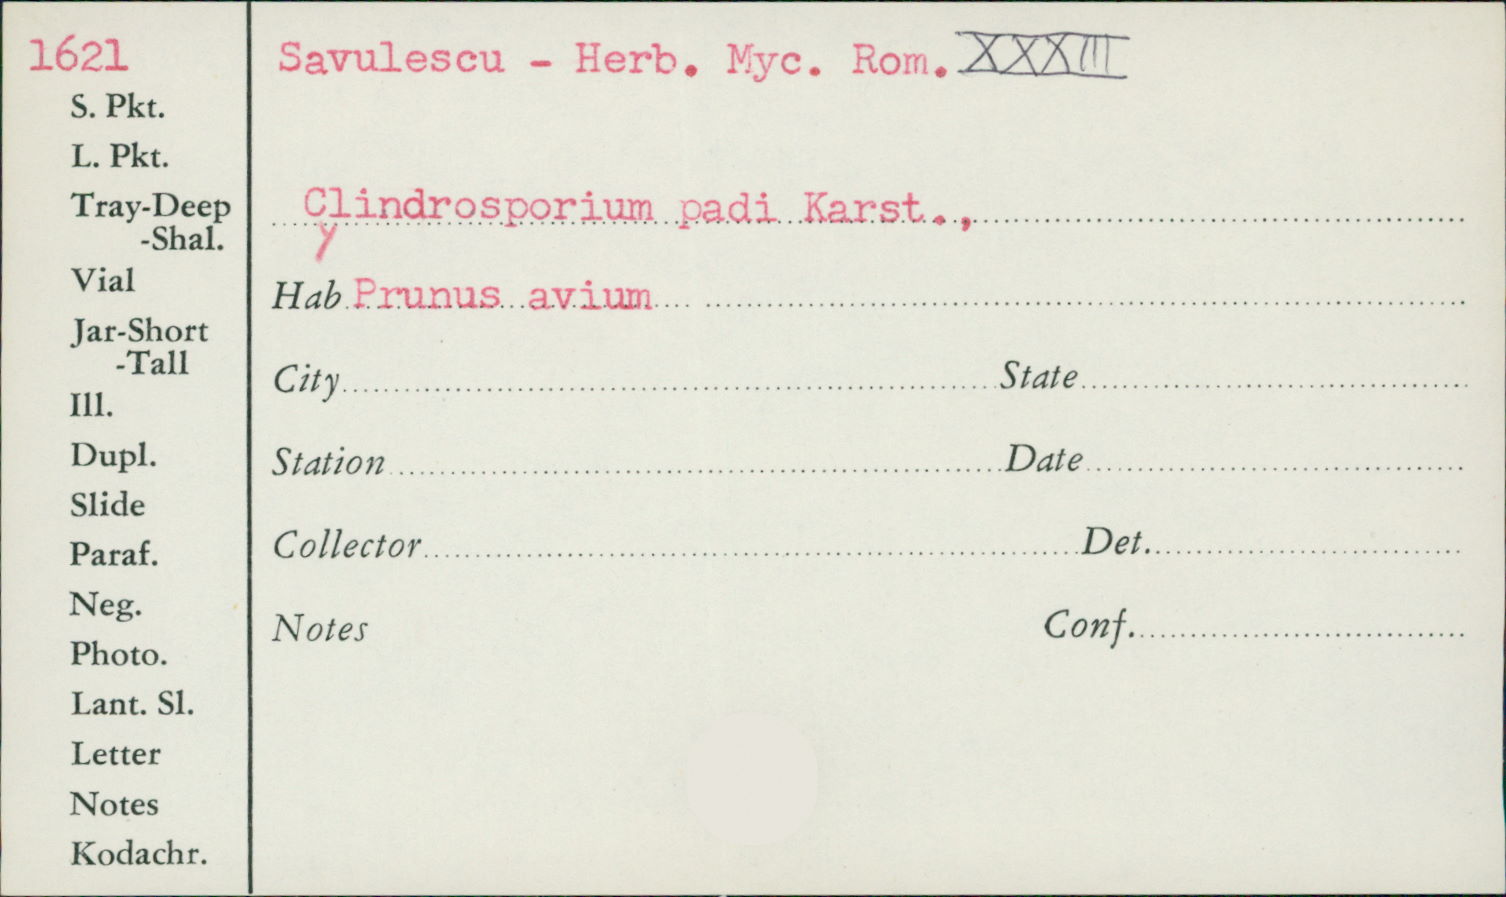 1621
Savulescu - Herb. Myc. Rom. XXXIII
S. Pkt.
L. Pkt.
Tray-Deep
-Shal.
Vial
Jar-Short
-Tall
Ill.
Dupl.
Slide
Paraf.
Neg.
Photo.
Lant. Sl.
Letter
Notes
Kodachr.
Clindrosporium padi Karst.,
y
Hab Prunus avium
City State
Station Date
Collector Det.
Notes Conf.